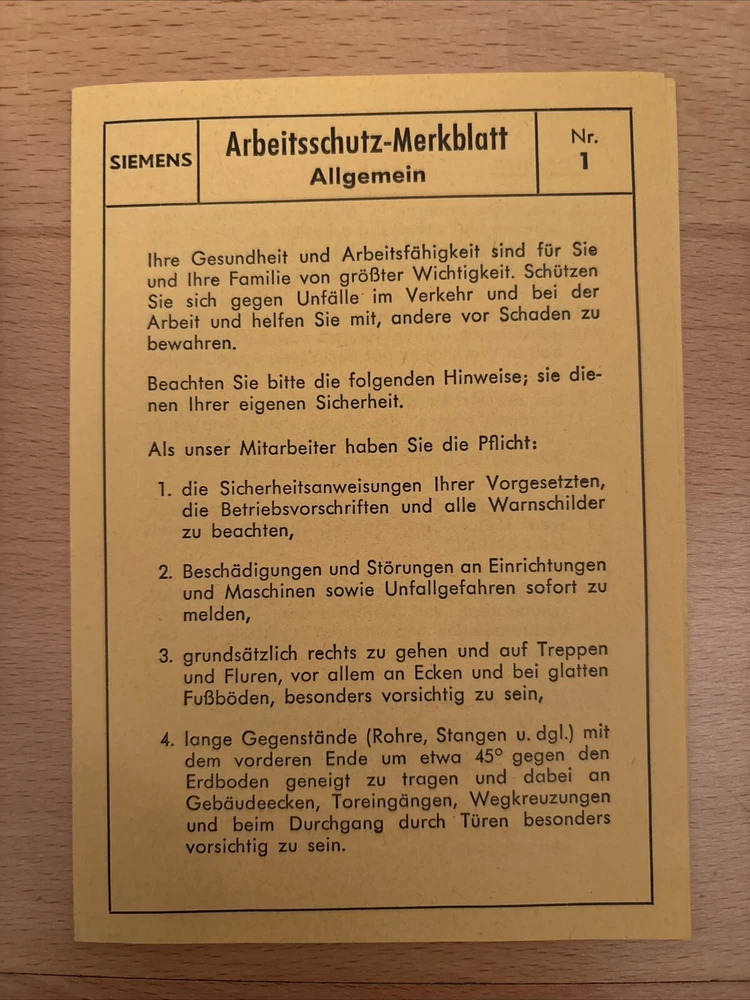 SIEMENS
Arbeitsschutz-Merkblatt
Allgemein
Nr.
1
Ihre Gesundheit und Arbeitsfähigkeit sind für Sie
und Ihre Familie von größter Wichtigkeit. Schützen
Sie sich gegen Unfälle im Verkehr und bei der
Arbeit und helfen Sie mit, andere vor Schaden zu
bewahren.
Beachten Sie bitte die folgenden Hinweise; sie die-
nen Ihrer eigenen Sicherheit.
Als unser Mitarbeiter haben Sie die Pflicht:
1. die Sicherheitsanweisungen Ihrer Vorgesetzten,
die Betriebsvorschriften und alle Warnschilder
zu beachten,
2. Beschädigungen und Störungen an Einrichtungen
und Maschinen sowie Unfallgefahren sofort zu
melden,
3. grundsätzlich rechts zu gehen und auf Treppen
und Fluren, vor allem an Ecken und bei glatten
Fußböden, besonders vorsichtig zu sein,
4. lange Gegenstände (Rohre, Stangen u. dgl.) mit
dem vorderen Ende um etwa 45° gegen den
Erdboden geneigt zu tragen und dabei an
Gebäudeecken, Toreingängen, Wegkreuzungen
und beim Durchgang durch Türen besonders
vorsichtig zu sein.